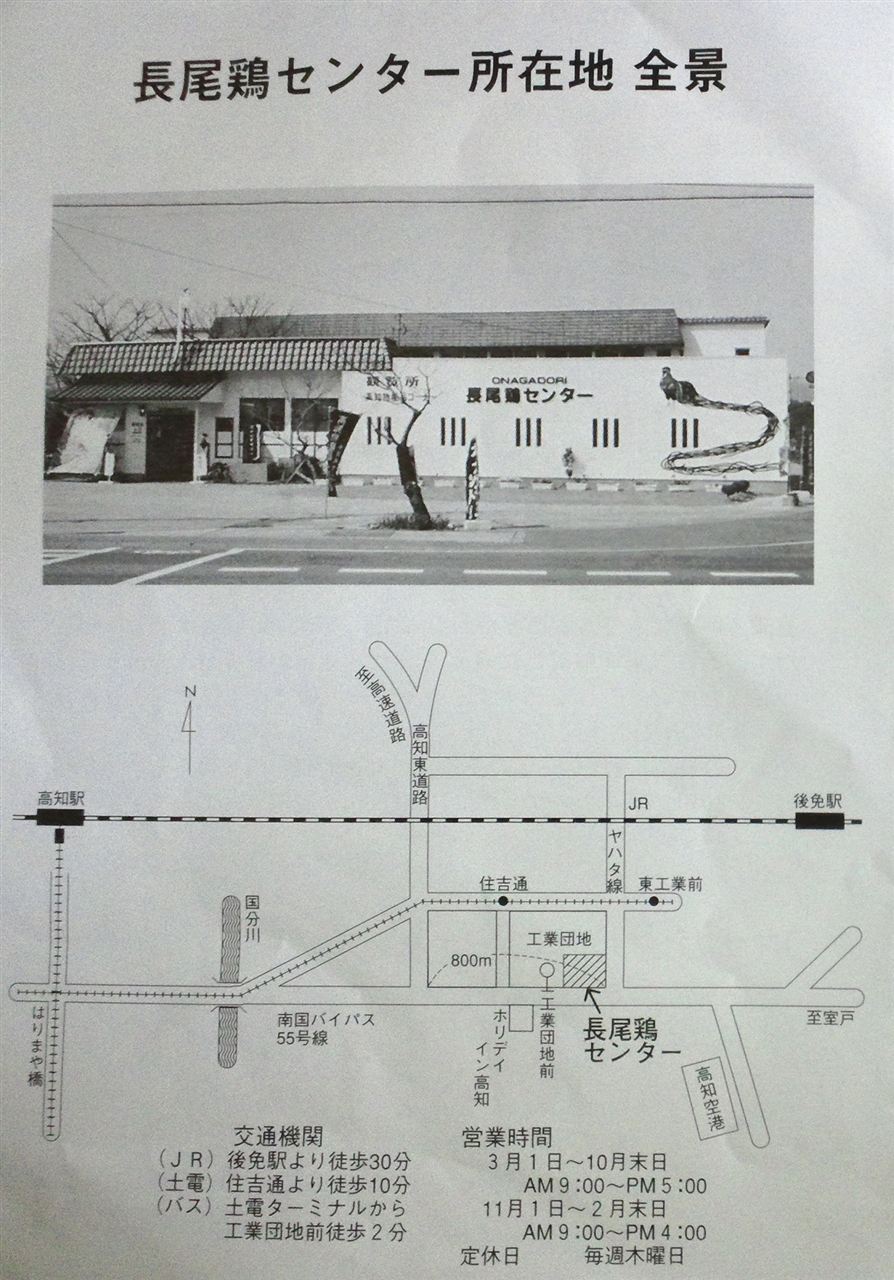 長尾鶏センター所在地 全景
観覧所
ONAGADORI
長尾鶏センター
至高速道路
高知東道路
N
高知駅
JR
後免駅
ヤハタ線
住吉通
東工業前
国分川
工業団地
800m
はりまや橋
南国バイパス
55号線
ホリデイ
イン高知
工業団地前
長尾鶏
センター
至室戸
高知空港
交通機関
(JR) 後免駅より徒歩30分
(土電) 住吉通より徒歩10分
(バス) 土電ターミナルから
工業団地前徒歩2分
営業時間
3月1日〜10月末日
AM9:00〜PM5:00
11月1日〜2月末日
AM9:00〜PM4:00
定休日 毎週木曜日